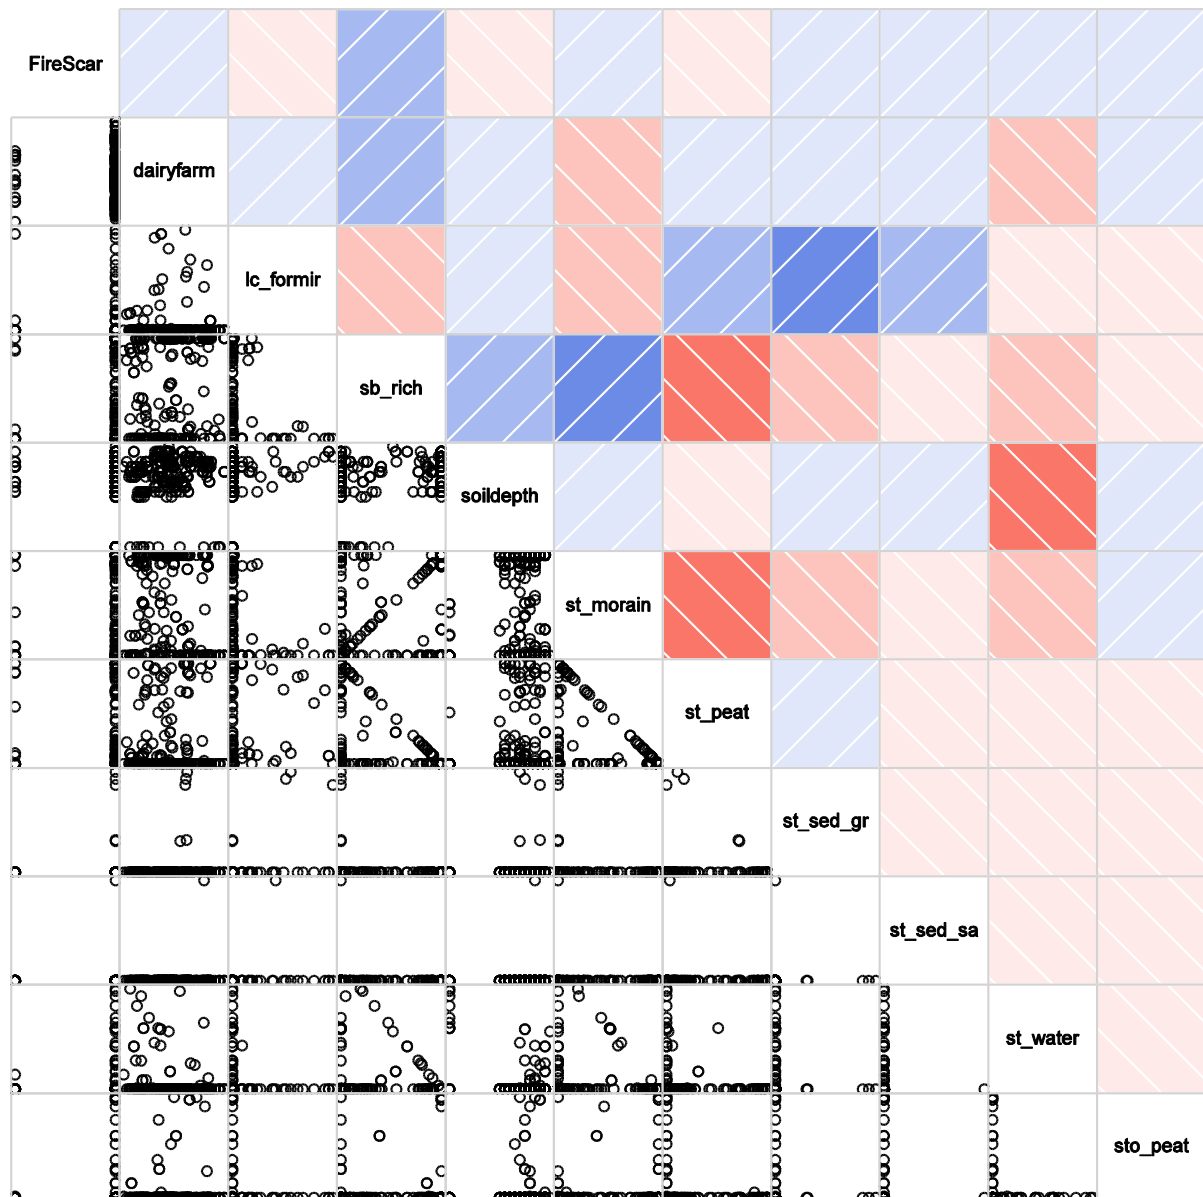 FireScar
dairyfarm
lc_formir
sb_rich
soildepth
st_morain
st_peat
st_sed_gr
st_sed_sa
st_water
sto_peat